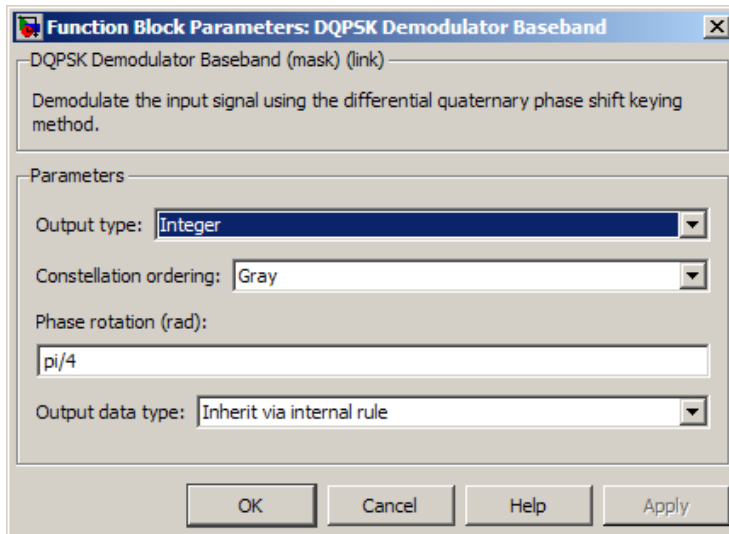 Function Block Parameters: DQPSK Demodulator Baseband
DQPSK Demodulator Baseband (mask) (link)
Demodulate the input signal using the differential quaternary phase shift keying
method.
Parameters
Output type: Integer
Constellation ordering: Gray
Phase rotation (rad):
pi/4
Output data type: Inherit via internal rule
OK Cancel Help Apply